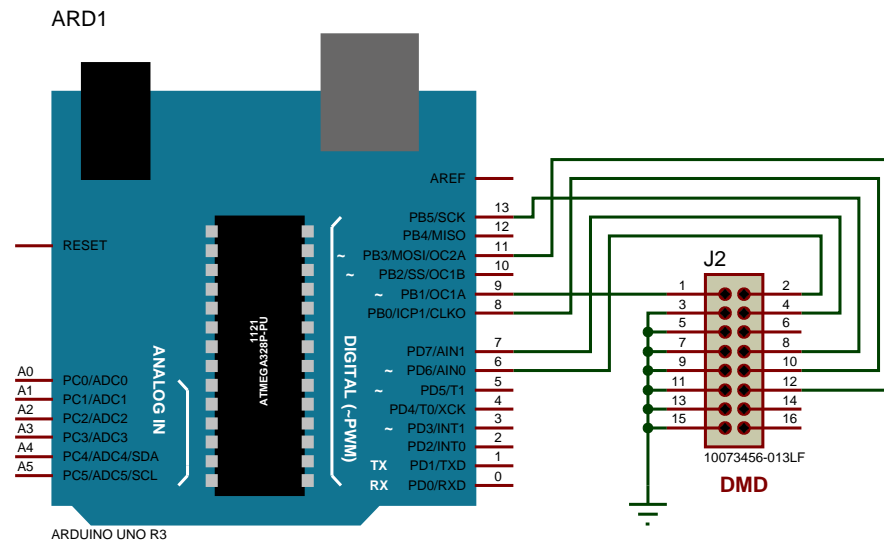 ARD1
AREF
13
PB5/SCK
12
PB4/MISO
RESET
11
~ PB3/MOSI/OC2A
10
~ PB2/SS/OC1B
9
~ PB1/OC1A
8
PB0/ICP1/CLKO
1121
ATMEGA328P-PU
DIGITAL (~PWM)
ANALOG IN
7
PD7/AIN1
6
~ PD6/AIN0
5
~ PD5/T1
4
PD4/T0/XCK
3
~ PD3/INT1
2
PD2/INT0
1
TX PD1/TXD
0
RX PD0/RXD
A0 PC0/ADC0
A1 PC1/ADC1
A2 PC2/ADC2
A3 PC3/ADC3
A4 PC4/ADC4/SDA
A5 PC5/ADC5/SCL
ARDUINO UNO R3
J2
1 2
3 4
5 6
7 8
9 10
11 12
13 14
15 16
10073456-013LF
DMD